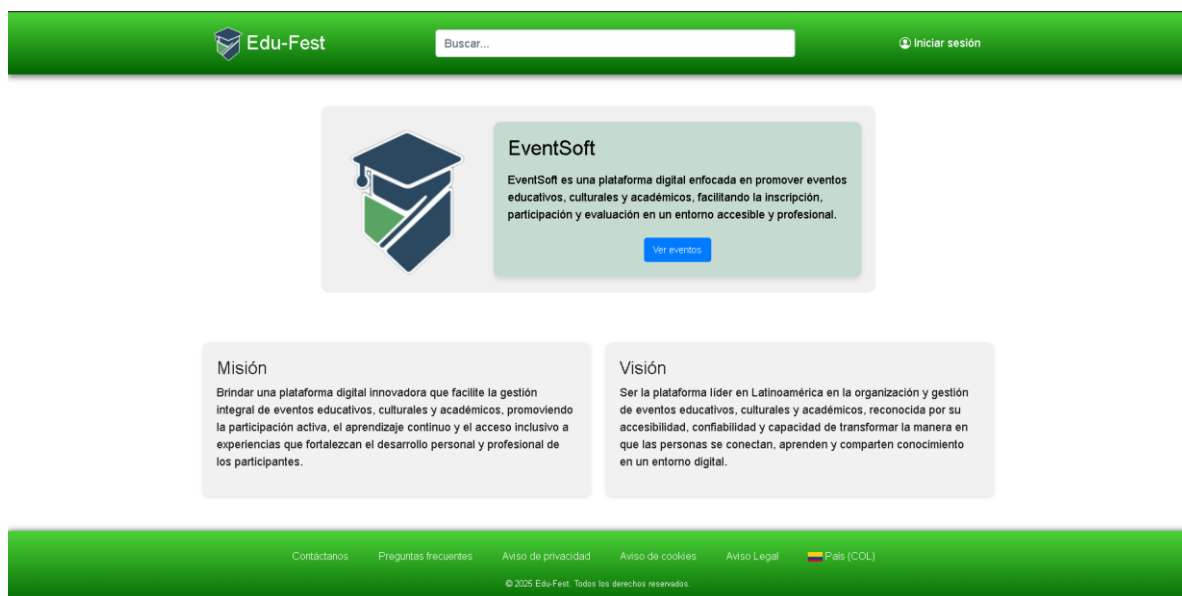 Edu-Fest
Buscar...
Iniciar sesión
EventSoft
EventSoft es una plataforma digital enfocada en promover eventos
educativos, culturales y académicos, facilitando la inscripción,
participación y evaluación en un entorno accesible y profesional.
Ver eventos
Misión
Brindar una plataforma digital innovadora que facilite la gestión
integral de eventos educativos, culturales y académicos, promoviendo
la participación activa, el aprendizaje continuo y el acceso inclusivo a
experiencias que fortalezcan el desarrollo personal y profesional de
los participantes.
Visión
Ser la plataforma líder en Latinoamérica en la organización y gestión
de eventos educativos, culturales y académicos, reconocida por su
accesibilidad, confiabilidad y capacidad de transformar la manera en
que las personas se conectan, aprenden y comparten conocimiento
en un entorno digital.
Contáctanos
Preguntas frecuentes
Aviso de privacidad
Aviso de cookies
Aviso Legal
País (COL)
© 2025 Edu-Fest. Todos los derechos reservados.